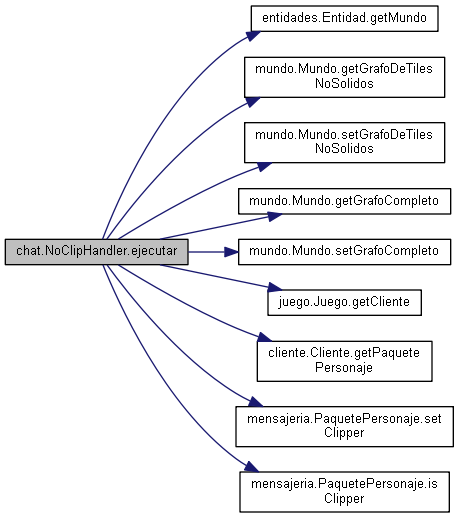 entidades.Entidad.getMundo
mundo.Mundo.getGrafoDeTiles
NoSolidos
mundo.Mundo.setGrafoDeTiles
NoSolidos
mundo.Mundo.getGrafoCompleto
chat.NoClipHandler.ejecutar
mundo.Mundo.setGrafoCompleto
juego.Juego.getCliente
cliente.Cliente.getPaquete
Personaje
mensajeria.PaquetePersonaje.set
Clipper
mensajeria.PaquetePersonaje.is
Clipper